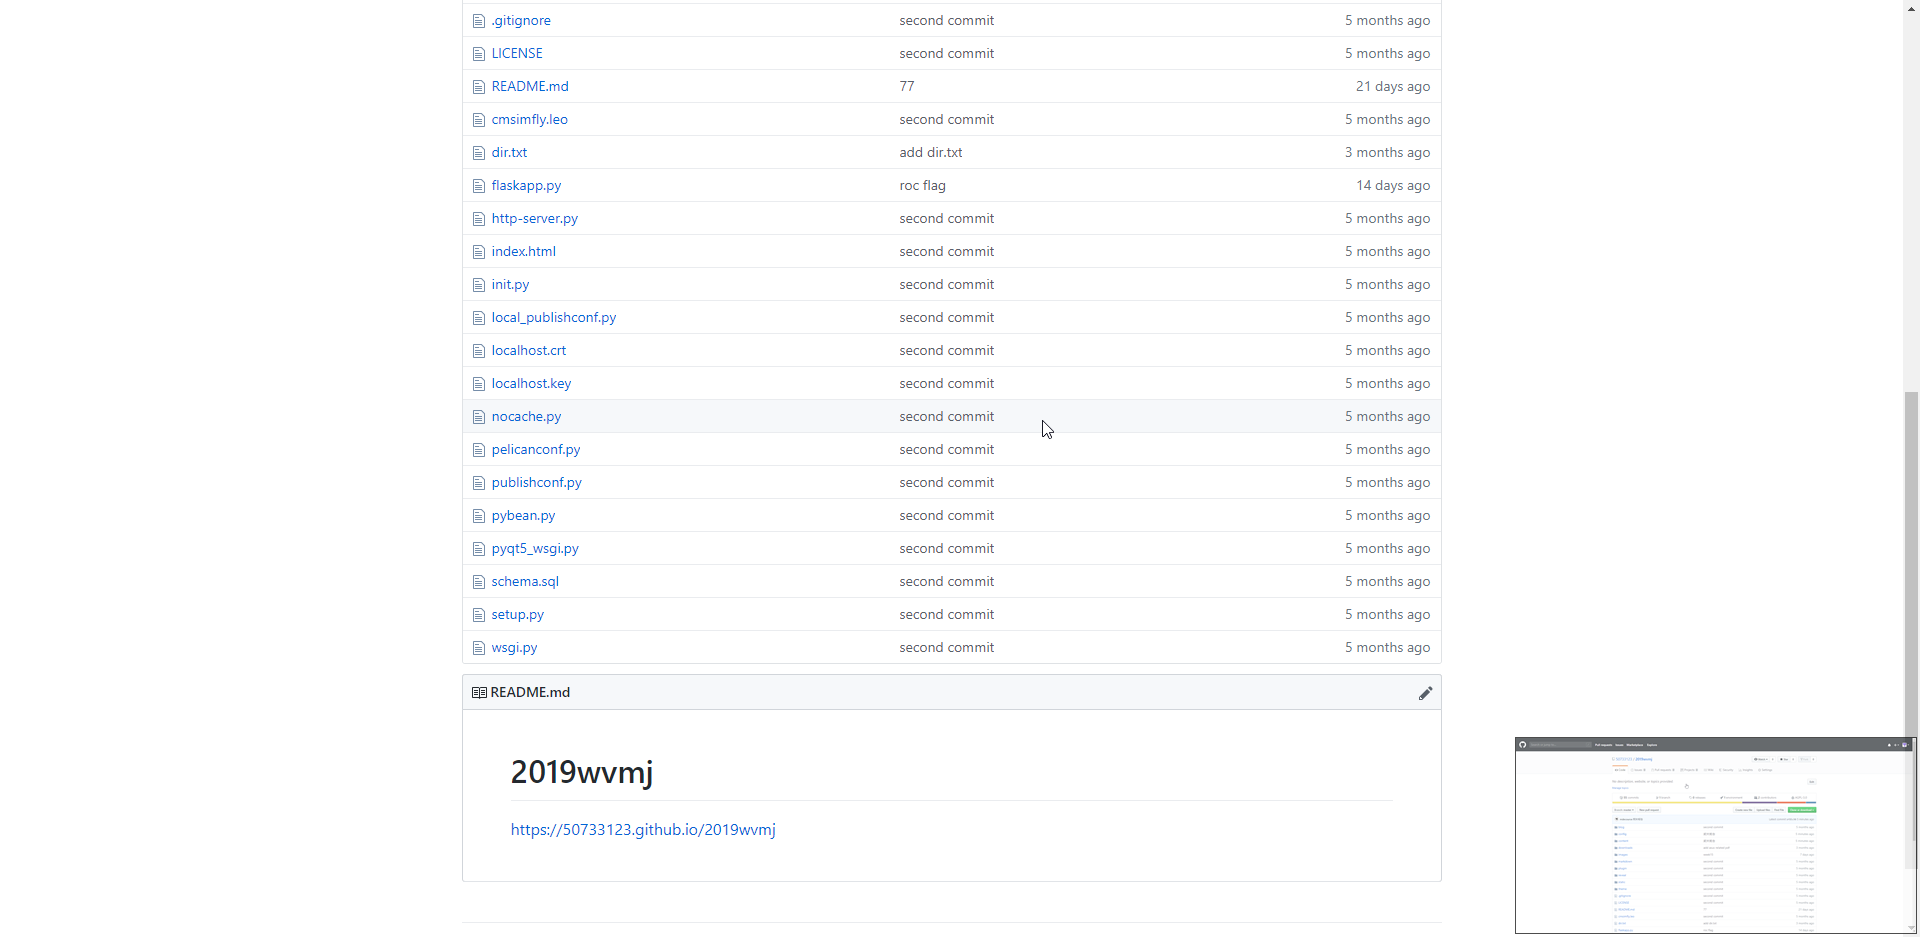 .gitignore second commit 5 months ago
LICENSE second commit 5 months ago
README.md 77 21 days ago
cmsimfly.leo second commit 5 months ago
dir.txt add dir.txt 3 months ago
flaskapp.py roc flag 14 days ago
http-server.py second commit 5 months ago
index.html second commit 5 months ago
init.py second commit 5 months ago
local_publishconf.py second commit 5 months ago
localhost.crt second commit 5 months ago
localhost.key second commit 5 months ago
nocache.py second commit 5 months ago
pelicanconf.py second commit 5 months ago
publishconf.py second commit 5 months ago
pybean.py second commit 5 months ago
pyqt5_wsgi.py second commit 5 months ago
schema.sql second commit 5 months ago
setup.py second commit 5 months ago
wsgi.py second commit 5 months ago
README.md
2019wvmj
https://50733123.github.io/2019wvmj